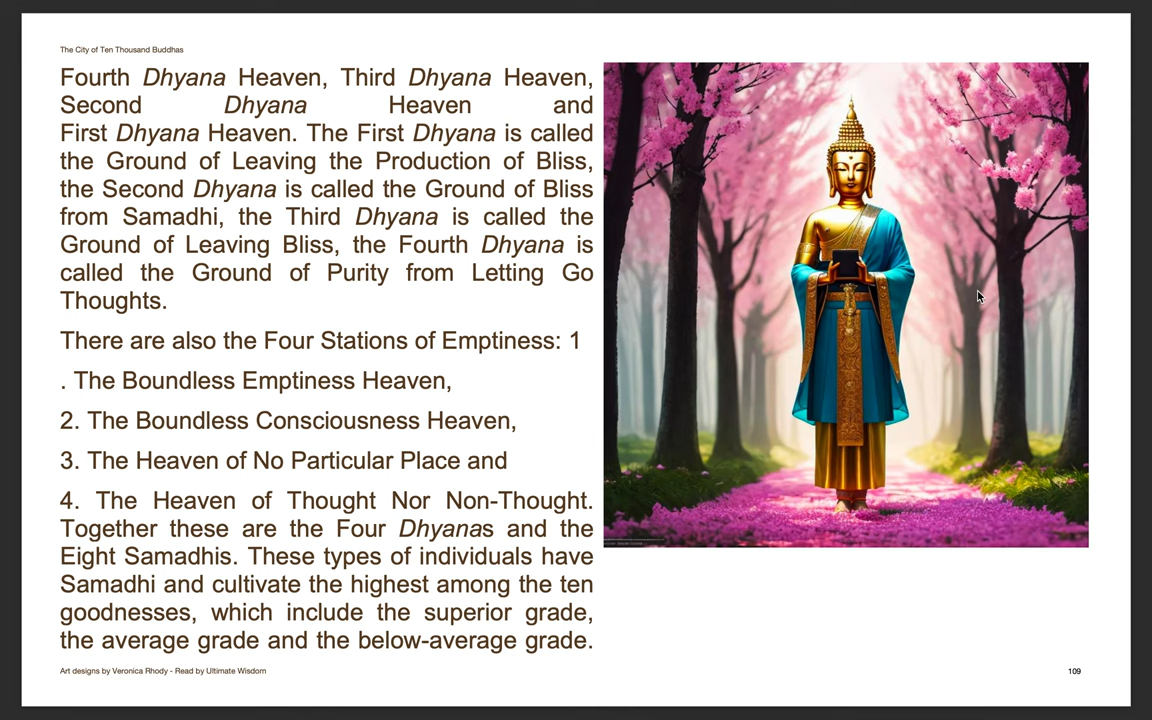 The City of Ten Thousand Buddhas
Fourth Dhyana Heaven, Third Dhyana Heaven,
Second Dhyana Heaven and
First Dhyana Heaven. The First Dhyana is called
the Ground of Leaving the Production of Bliss,
the Second Dhyana is called the Ground of Bliss
from Samadhi, the Third Dhyana is called the
Ground of Leaving Bliss, the Fourth Dhyana is
called the Ground of Purity from Letting Go
Thoughts.
There are also the Four Stations of Emptiness: 1
. The Boundless Emptiness Heaven,
2. The Boundless Consciousness Heaven,
3. The Heaven of No Particular Place and
4. The Heaven of Thought Nor Non-Thought.
Together these are the Four Dhyanas and the
Eight Samadhis. These types of individuals have
Samadhi and cultivate the highest among the ten
goodnesses, which include the superior grade,
the average grade and the below-average grade.
Art designs by Veronica Rhody - Read by Ultimate Wisdom
109